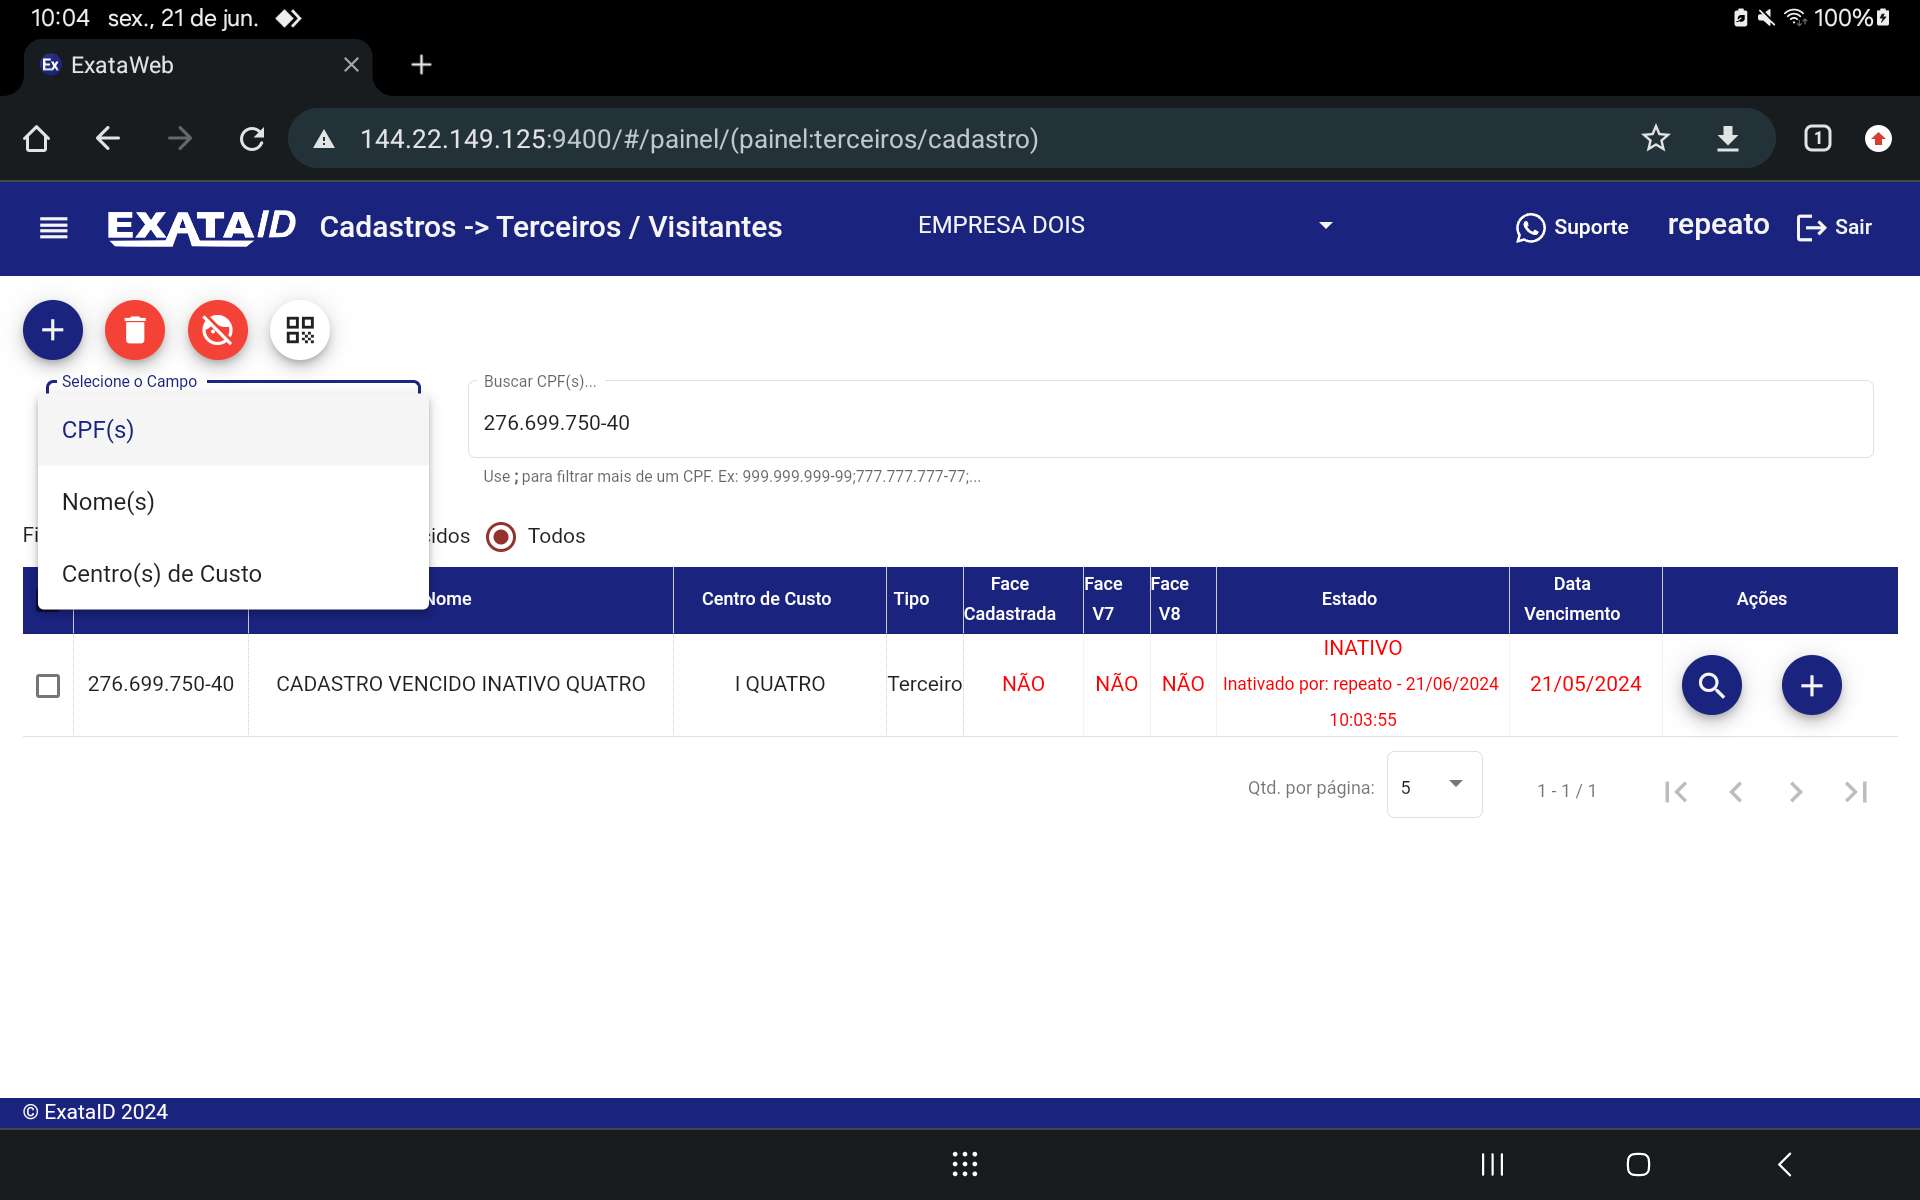 10:04 sex., 21 de jun. 100%
Ex ExataWeb
144.22.149.125:9400/#/painel/(painel:terceiros/cadastro) 1
EXATAID Cadastros -> Terceiros / Visitantes EMPRESA DOIS Suporte repeato Sair
Selecione o Campo
Buscar CPF(s)...
276.699.750-40
Use ; para filtrar mais de um CPF. Ex: 999.999.999-99;777.777.777-77;...
CPF(s)
Nome(s)
Centro(s) de Custo
Fi cidos Todos
Nome Centro de Custo Tipo Face Cadastrada Face V7 Face V8 Estado Data Vencimento Ações
276.699.750-40 CADASTRO VENCIDO INATIVO QUATRO I QUATRO Terceiro NÃO NÃO NÃO INATIVO
Inativado por: repeato - 21/06/2024
10:03:55
21/05/2024
Qtd. por página: 5 1 - 1 / 1
© ExataID 2024